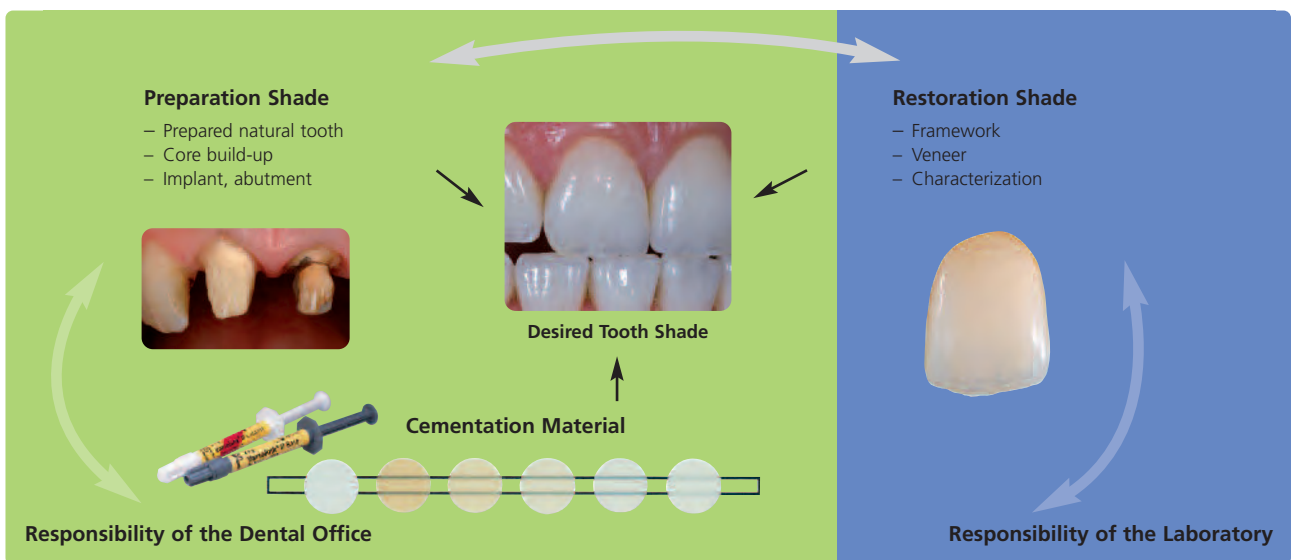 Preparation Shade
– Prepared natural tooth
– Core build-up
– Implant, abutment
Desired Tooth Shade
Restoration Shade
– Framework
– Veneer
– Characterization
Cementation Material
Responsibility of the Dental Office
Responsibility of the Laboratory